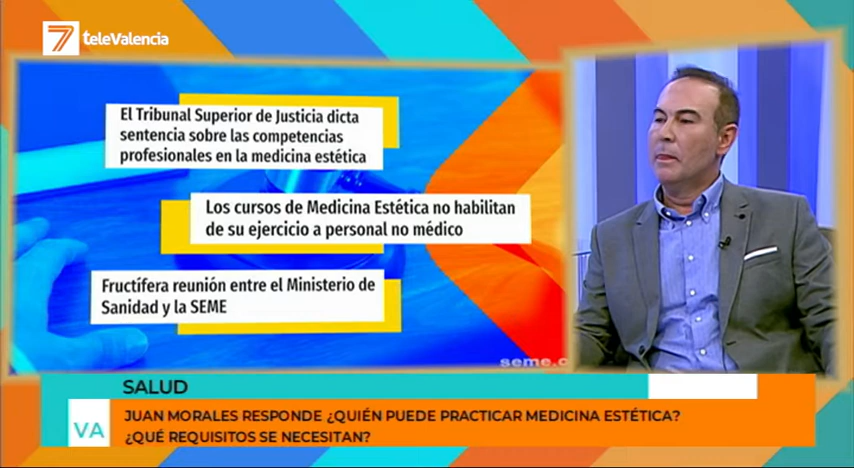 7 teleValencia
El Tribunal Superior de Justicia dicta
sentencia sobre las competencias
profesionales en la medicina estética
Los cursos de Medicina Estética no habilitan
de su ejercicio a personal no médico
Fructífera reunión entre el Ministerio de
Sanidad y la SEME
SALUD
VA
JUAN MORALES RESPONDE ¿QUIÉN PUEDE PRACTICAR MEDICINA ESTÉTICA?
¿QUÉ REQUISITOS SE NECESITAN?